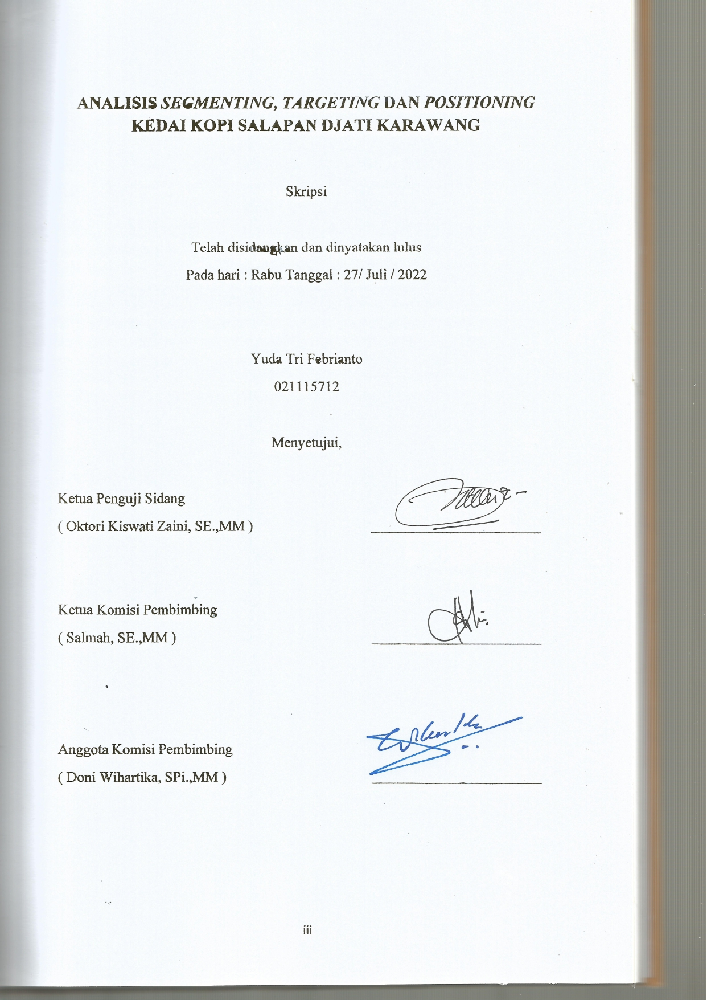 ANALISIS SEGMENTING, TARGETING DAN POSITIONING
KEDAI KOPI SALAPAN DJATI KARAWANG
Skripsi
Telah disidangkan dan dinyatakan lulus
Pada hari : Rabu Tanggal : 27/ Juli / 2022
Yuda Tri Febrianto
021115712
Menyetujui,
Ketua Penguji Sidang
( Oktori Kiswati Zaini, SE.,MM )
Ketua Komisi Pembimbing
( Salmah, SE.,MM )
Anggota Komisi Pembimbing
( Doni Wihartika, SPi.,MM )
iii